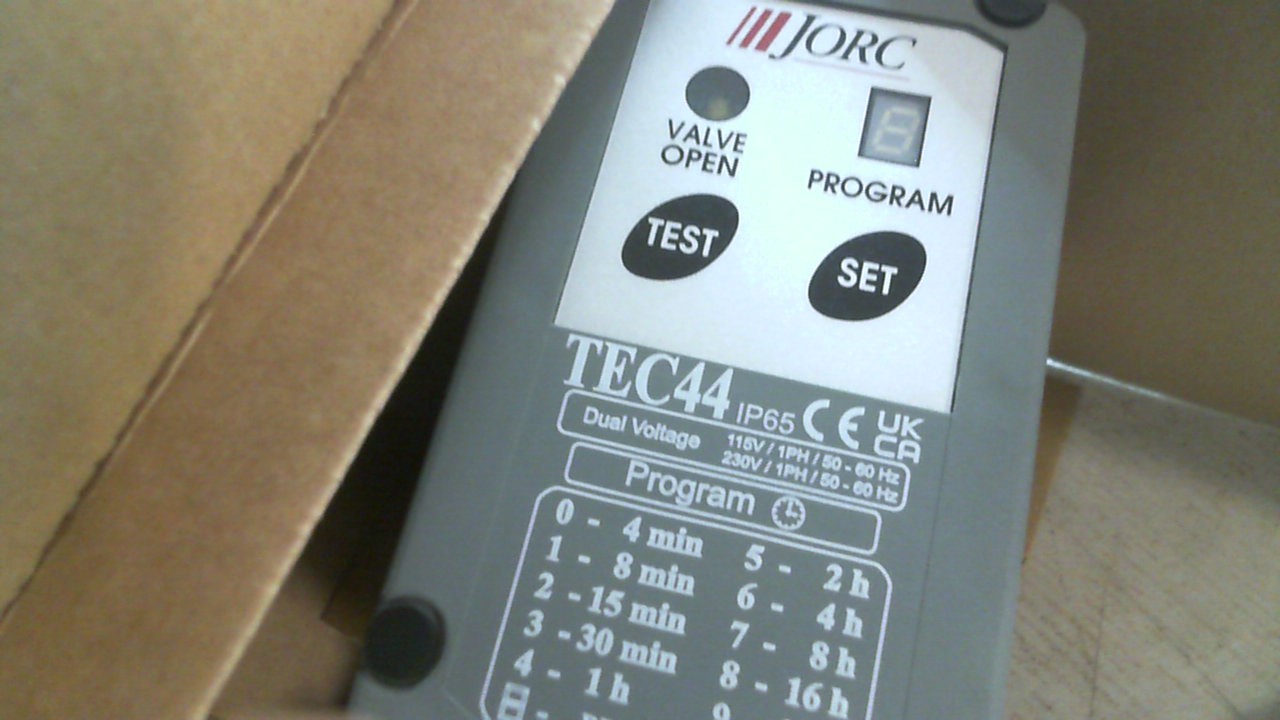 JORC
VALVE
OPEN
PROGRAM
TEST
SET
TEC44 IP65 CE UK
CA
Dual Voltage 115V / 1PH / 50 - 60 Hz
230V / 1PH / 50 - 60 Hz
Program
0 - 4 min
1 - 8 min
2 - 15 min
3 - 30 min
4 - 1 h
5 - 2 h
6 - 4 h
7 - 8 h
8 - 16 h